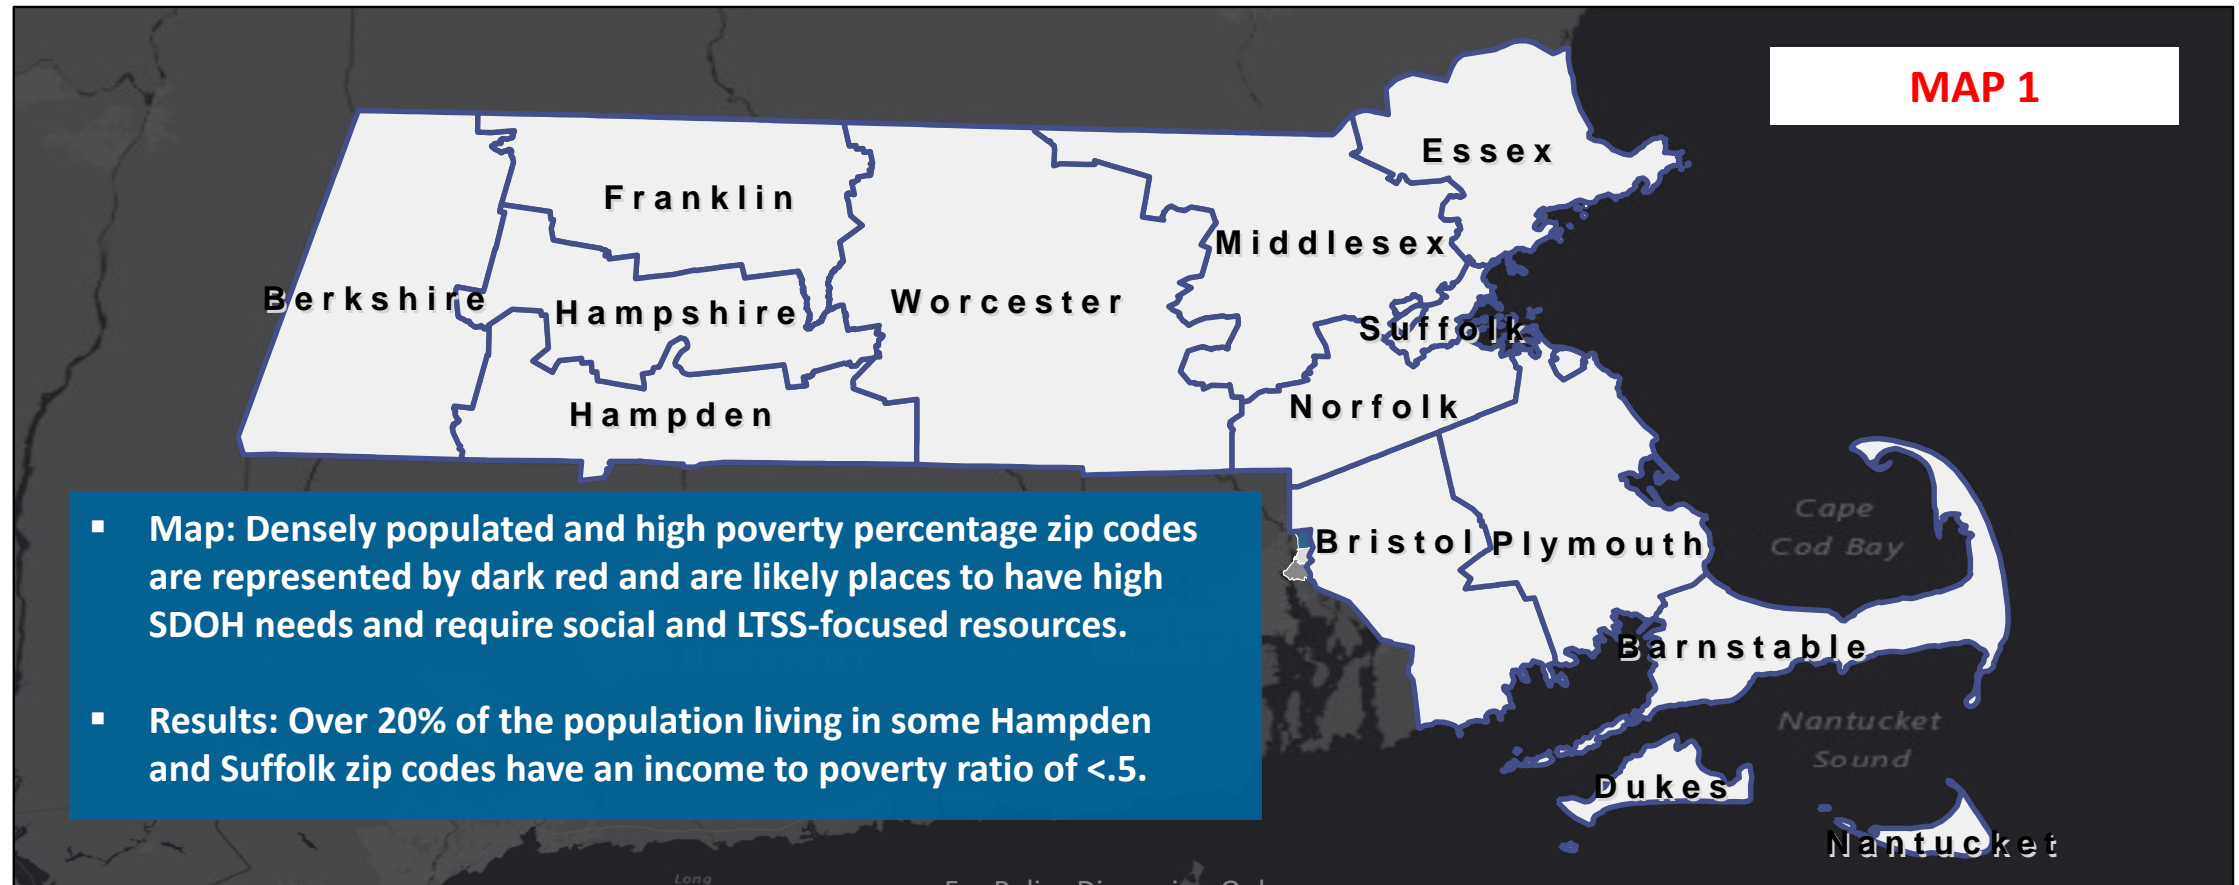 MAP 1
Essex
Franklin
Middlesex
Berkshire
Hampshire
Worcester
Suffolk
Hampden
Norfolk
▪ Map: Densely populated and high poverty percentage zip codes
are represented by dark red and are likely places to have high
SDOH needs and require social and LTSS-focused resources.
▪ Results: Over 20% of the population living in some Hampden
and Suffolk zip codes have an income to poverty ratio of <.5.
Bristol
Plymouth
Cape
Cod Bay
Barnstable
Nantucket
Sound
Dukes
Nantucket
Long